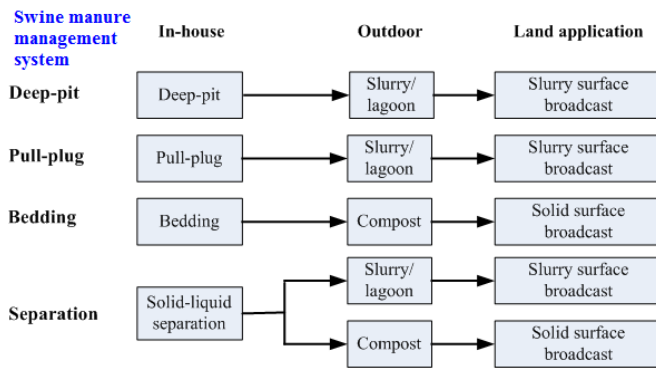 Swine manure
management
system
In-house
Outdoor
Land application
Deep-pit
Deep-pit
Slurry/
lagoon
Slurry surface
broadcast
Pull-plug
Pull-plug
Slurry/
lagoon
Slurry surface
broadcast
Bedding
Bedding
Compost
Solid surface
broadcast
Separation
Solid-liquid
separation
Slurry/
lagoon
Slurry surface
broadcast
Compost
Solid surface
broadcast